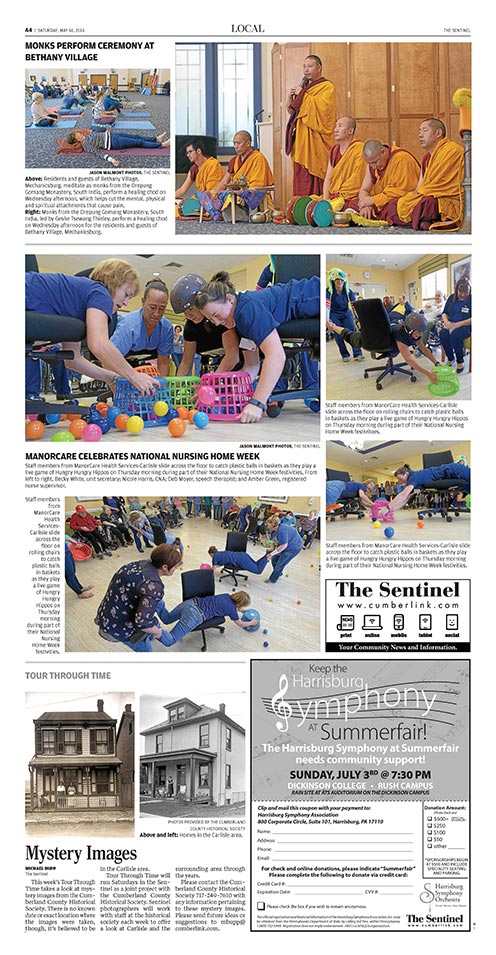 A4 | SATURDAY, MAY 14, 2016
LOCAL
THE SENTINEL
MONKS PERFORM CEREMONY AT
BETHANY VILLAGE
JASON MALMONT PHOTOS, THE SENTINEL
Above: Residents and guests of Bethany Village,
Mechanicsburg, meditate as monks from the Drepung
Gomang Monastery, South India, perform a healing chod on
Wednesday afternoon, which helps cut the mental, physical
and spiritual attachments that cause pain.
Right: Monks from the Drepung Gomang Monastery, South
India, led by Geshe Tsewang Thinley, perform a healing chod
on Wednesday afternoon for the residents and guests of
Bethany Village, Mechanicsburg.
JASON MALMONT PHOTOS, THE SENTINEL
MANORCARE CELEBRATES NATIONAL NURSING HOME WEEK
Staff members from ManorCare Health Services-Carlisle slide across the floor on rolling chairs to catch plastic balls in baskets as they play a
live game of Hungry Hungry Hippos on Thursday morning during part of their National Nursing Home Week festivities. From
left to right, Becky White, unit secretary; Nicole Harris, CNA; Deb Moyer, speech therapist; and Amber Green, registered
nurse supervisor.
Staff members from ManorCare Health Services-Carlisle
slide across the floor on rolling chairs to catch plastic balls
in baskets as they play a live game of Hungry Hungry Hippos
on Thursday morning during part of their National Nursing
Home Week festivities.
Staff members from ManorCare Health Services-Carlisle slide
across the floor on rolling chairs to catch plastic balls in
baskets as they play a live game of Hungry Hungry Hippos
on Thursday morning during part of their National Nursing
Home Week festivities.
Staff members
from
ManorCare
Health
Services-
Carlisle
slide across
the floor
on rolling
chairs
to catch
plastic balls
in baskets
as they play
a live
game of
Hungry
Hungry
Hippos on
Thursday
morning
during part
of their
National
Nursing
Home Week
festivities.
The Sentinel
www.cumberlink.com
print online mobile tablet social
Your Community News and Information.
TOUR THROUGH TIME
PHOTOS PROVIDED BY THE CUMBERLAND
COUNTY HISTORICAL SOCIETY
Above and left: Homes in the Carlisle area.
Mystery Images
MICHAEL BUPP
The Sentinel
This week's Tour Through
Time takes a look at mys-
tery images from the Cum-
berland County Historical
Society. There is no known
date or exact location where
the images were taken,
though, it's believed to be
in the Carlisle area.
Tour Through Time will
run Saturdays in the Sen-
tinel as a joint project with
the Cumberland County
Historical Society. Sentinel
photographers will work
with staff at the historical
society each week to offer
a look at Carlisle and the
surrounding area through
the years.
Please contact the Cum-
berland County Historical
Society 717-249-7610 with
any information pertaining
to these mystery images.
Please send future ideas or
suggestions to mbupp@
cumberlink.com.
Keep the
Harrisburg
Symphony
AT Summerfair!
The Harrisburg Symphony at Summerfair
needs community support!
SUNDAY, JULY 3RD @ 7:30 PM
DICKINSON COLLEGE • RUSH CAMPUS
RAIN SITE AT ATS AUDITORIUM ON THE DICKINSON CAMPUS
Clip and mail this coupon with your payment to:
Harrisburg Symphony Association
800 Corporate Circle, Suite 101, Harrisburg, PA 17110
Name:
Address:
Phone:
Email:
For check and online donations, please indicate "Summerfair"
Please complete the following to donate via credit card:
Credit Card #:
Expiration Date: CVV #:
Please check the box if you wish to remain anonymous.
Donation Amount:
$500+
$250
$100
$50
other
*SPONSORSHIPS BEGIN
AT $500 AND INCLUDE
SPECIALTY SEATING
AND PARKING.
Harrisburg
Symphony
Orchestra
The Sentinel
www.cumberlink.com